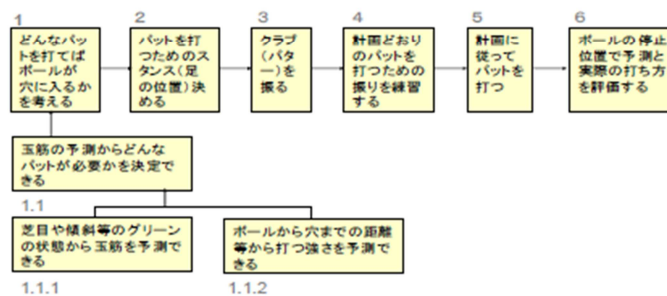 1
どんなパッ
トを打てば
ボールが
穴に入るか
を考える
2
パットを打
つためのス
タンス(足
の位置)決
める
3
クラブ
(パタ
ー)を
振る
4
計画どおり
のパットを
打つための
振りを練習
する
5
計画に
従って
パットを
打つ
6
ボールの停止
位置で予測と
実際の打ち方
を評価する
玉筋の予測からどんな
パットが必要かを決定で
きる
1.1
芝目や傾斜等のグリーン
の状態から玉筋を予測で
きる
1.1.1
ボールから穴までの距離
等から打つ強さを予測で
きる
1.1.2